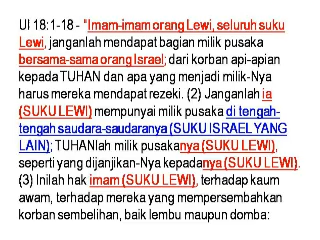 Ul 18:1-18 - "Imam-imam orang Lewi, seluruh suku
Lewi, janganlah mendapat bagian milik pusaka
bersama-sama orang Israel; dari korban api-apian
kepada TUHAN dan apa yang menjadi milik-Nya
harus mereka mendapat rezeki. (2) Janganlah ia
(SUKU LEWI) mempunyai milik pusaka di tengah-
tengah saudara-saudaranya (SUKU ISRAEL YANG
LAIN); TUHANlah milik pusakanya (SUKU LEWI),
seperti yang dijanjikan-Nya kepadanya (SUKU LEWI).
(3) Inilah hak imam (SUKU LEWI), terhadap kaum
awam, terhadap mereka yang mempersembahkan
korban sembelihan, baik lembu maupun domba: